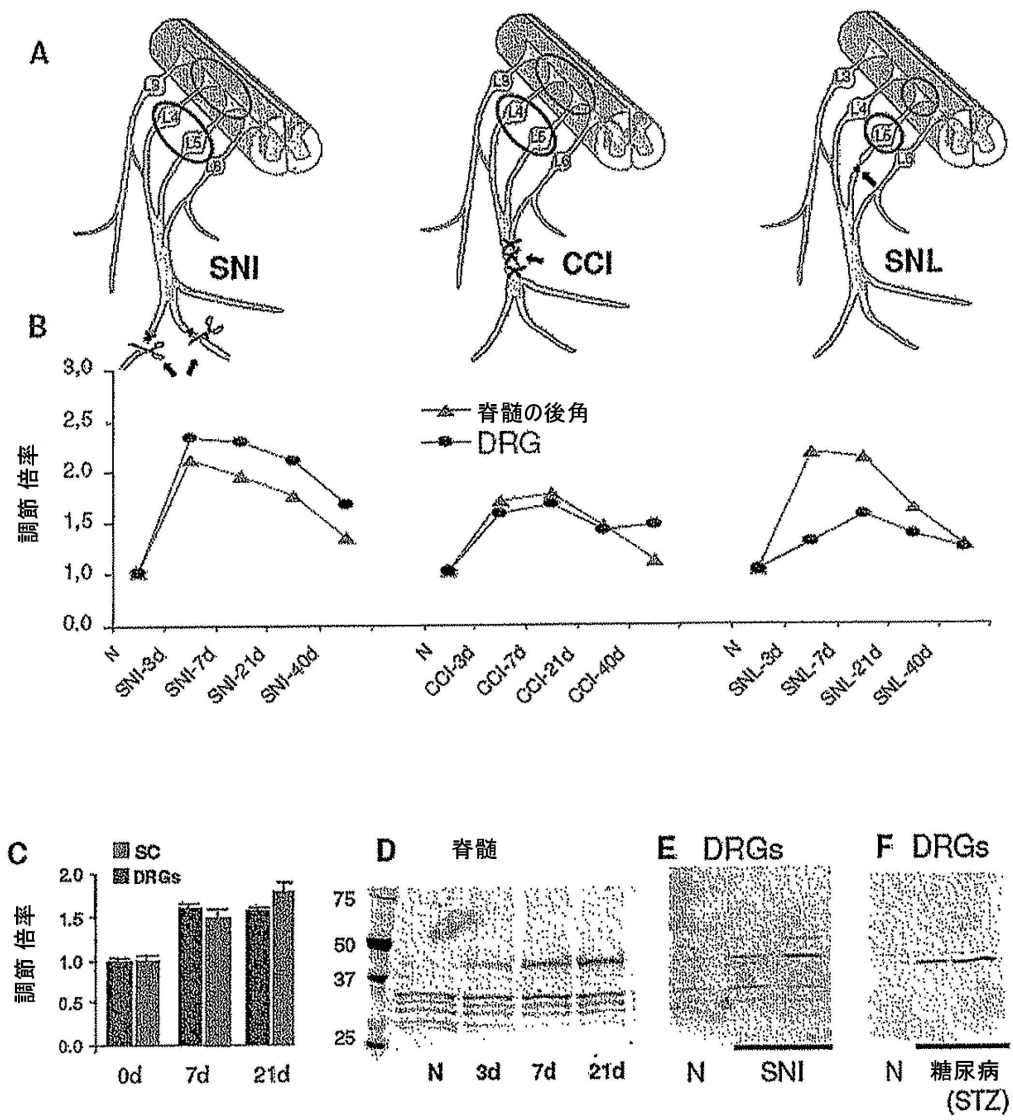 A
L3
L4
L5
L6
SNI
L3
L4
L5
L6
CCI
L3
L4
L5
L6
SNL
B
調節 倍率
3,0
2,5
2,0
1,5
1,0
0,0
脊髄の後角
DRG
N
SNI-3d
SNI-7d
SNI-21d
SNI-40d
N
CCI-3d
CCI-7d
CCI-21d
CCI-40d
N
SNL-3d
SNL-7d
SNL-21d
SNL-40d
C
SC
DRGs
調節 倍率
2.0
1.5
1.0
0.5
0.0
0d 7d 21d
D 脊髄
75
50
37
25
N 3d 7d 21d
E DRGs
N SNI
F DRGs
N 糖尿病
(STZ)